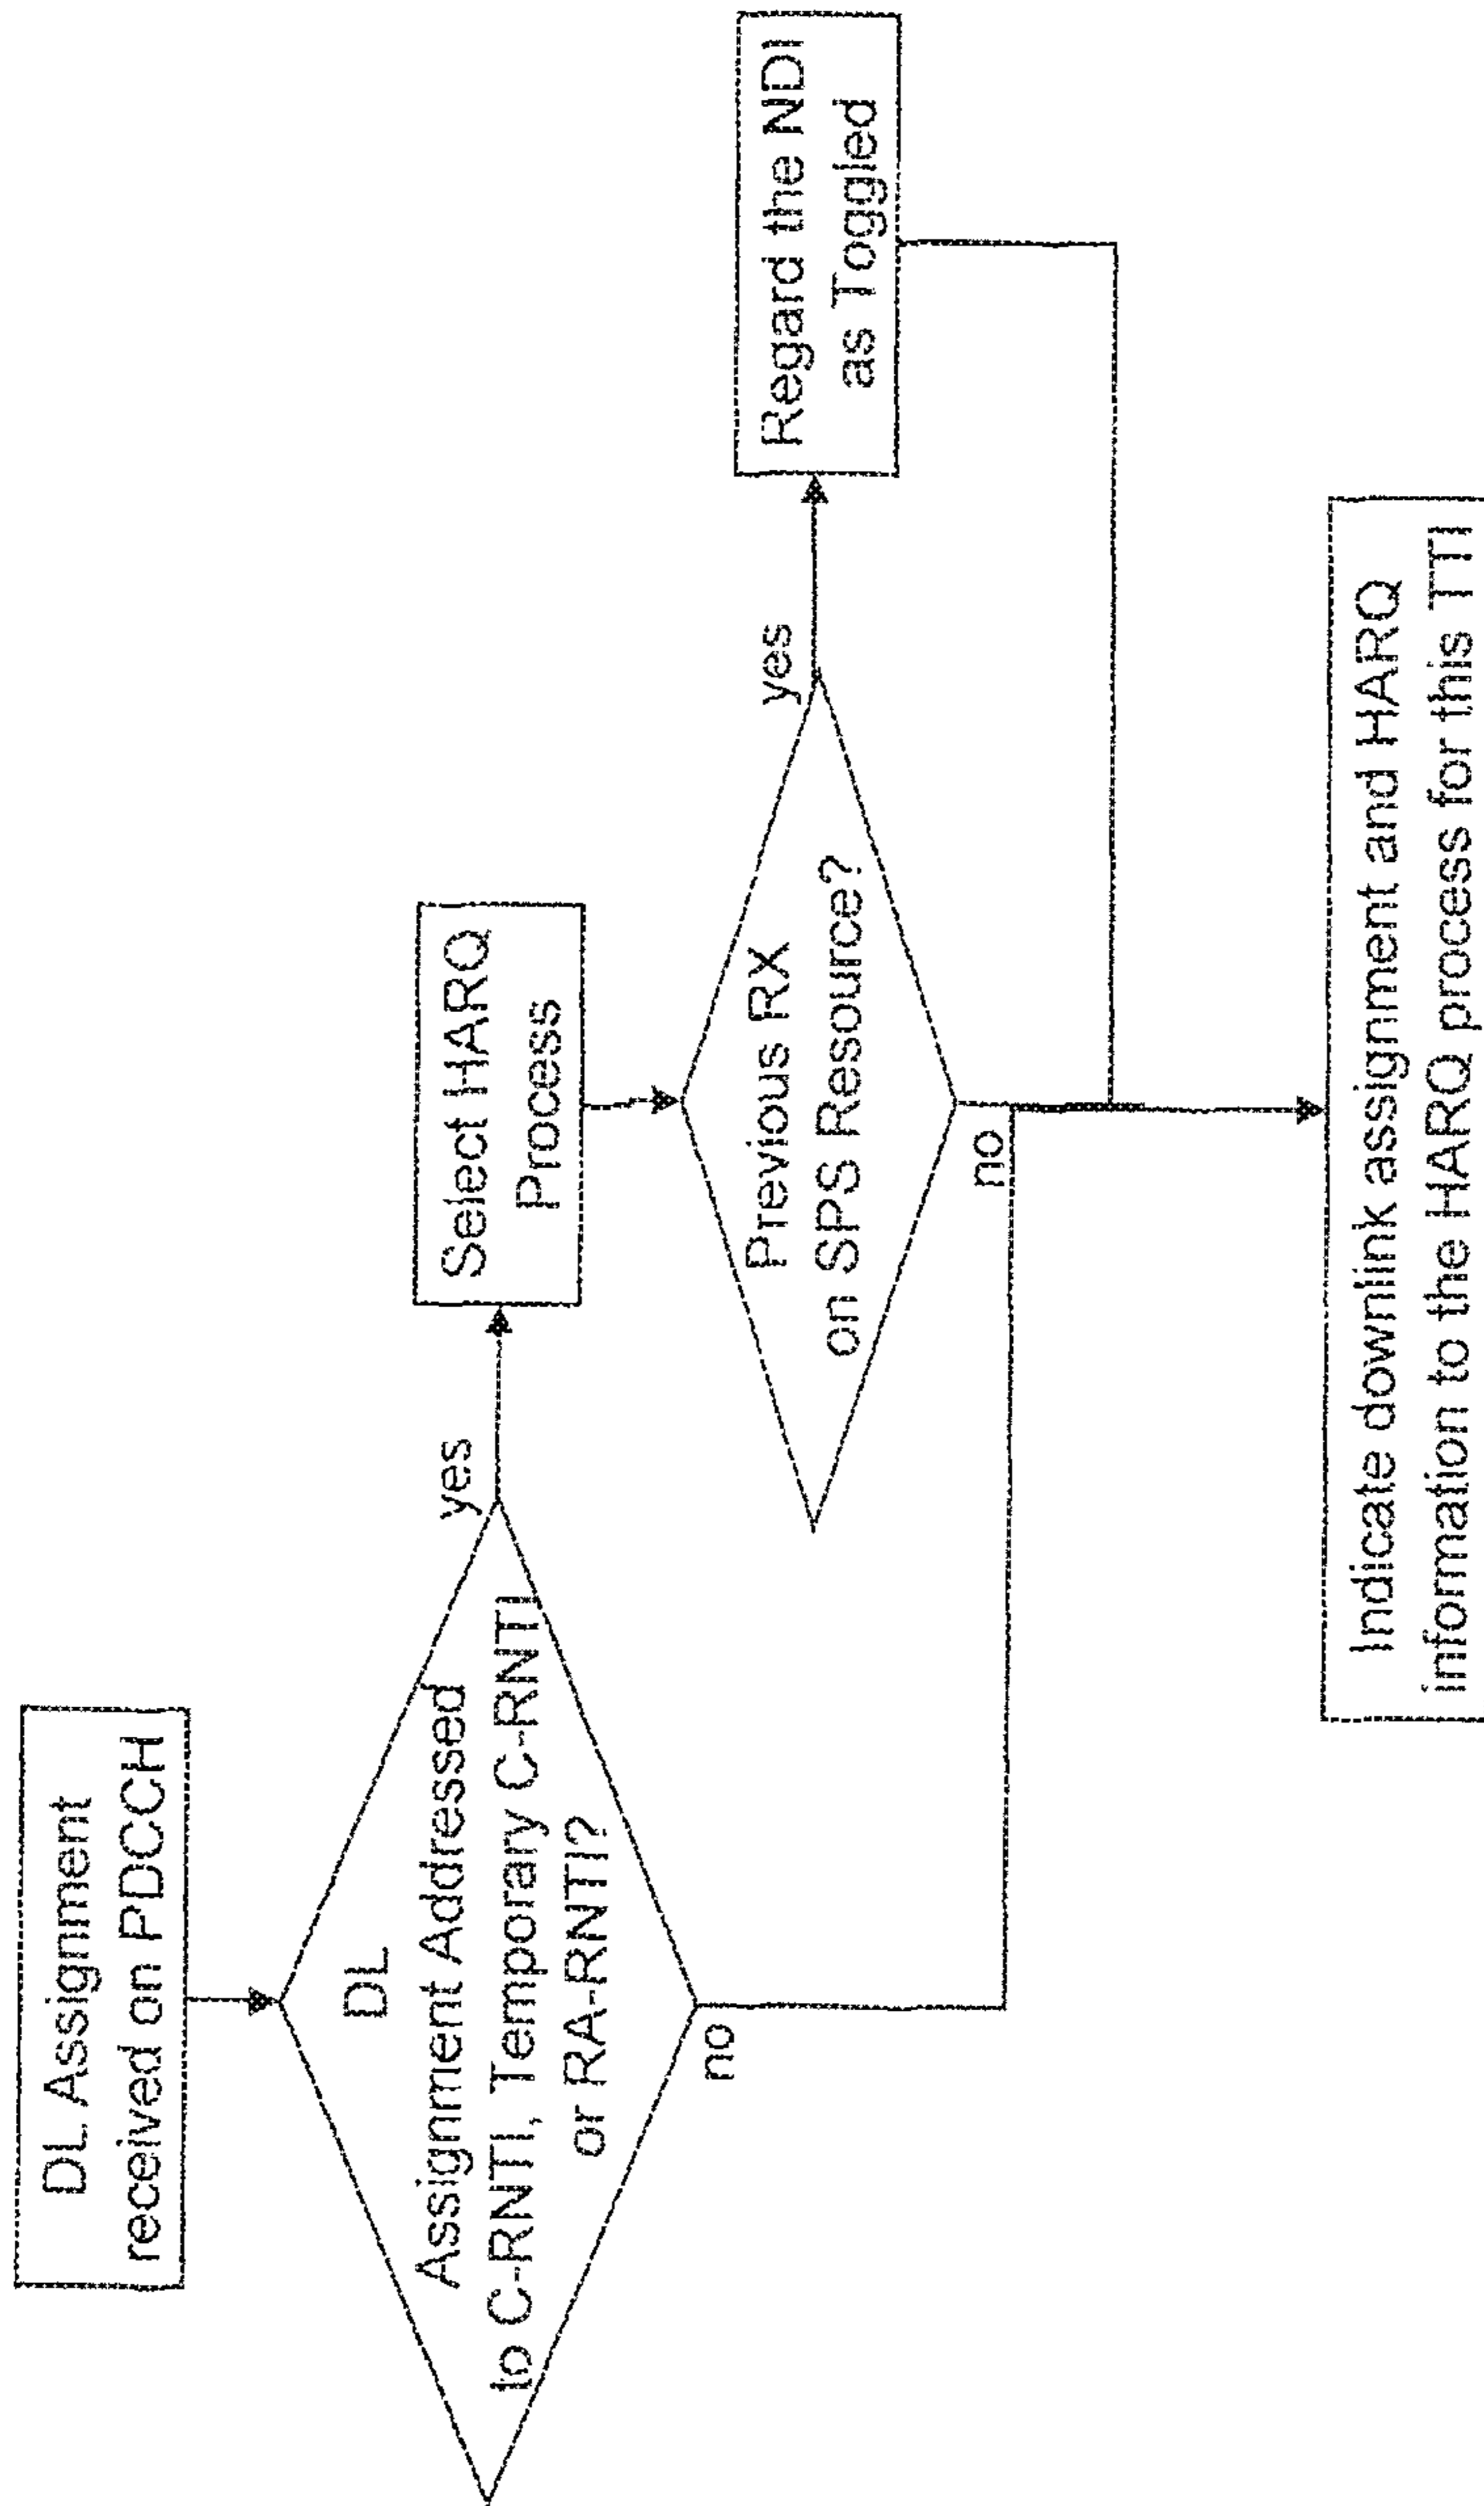 DL Assignment
received on PDCCH
DL
Assignment Addressed
to C-RNTI, Temporary C-RNTI
or RA-RNTI?
yes
no
Select HARQ
Process
Previous RX
on SPS Resource?
yes
no
Regard the NDI
as Toggled
Indicate downlink assignment and HARQ
information to the HARQ process for this TTI